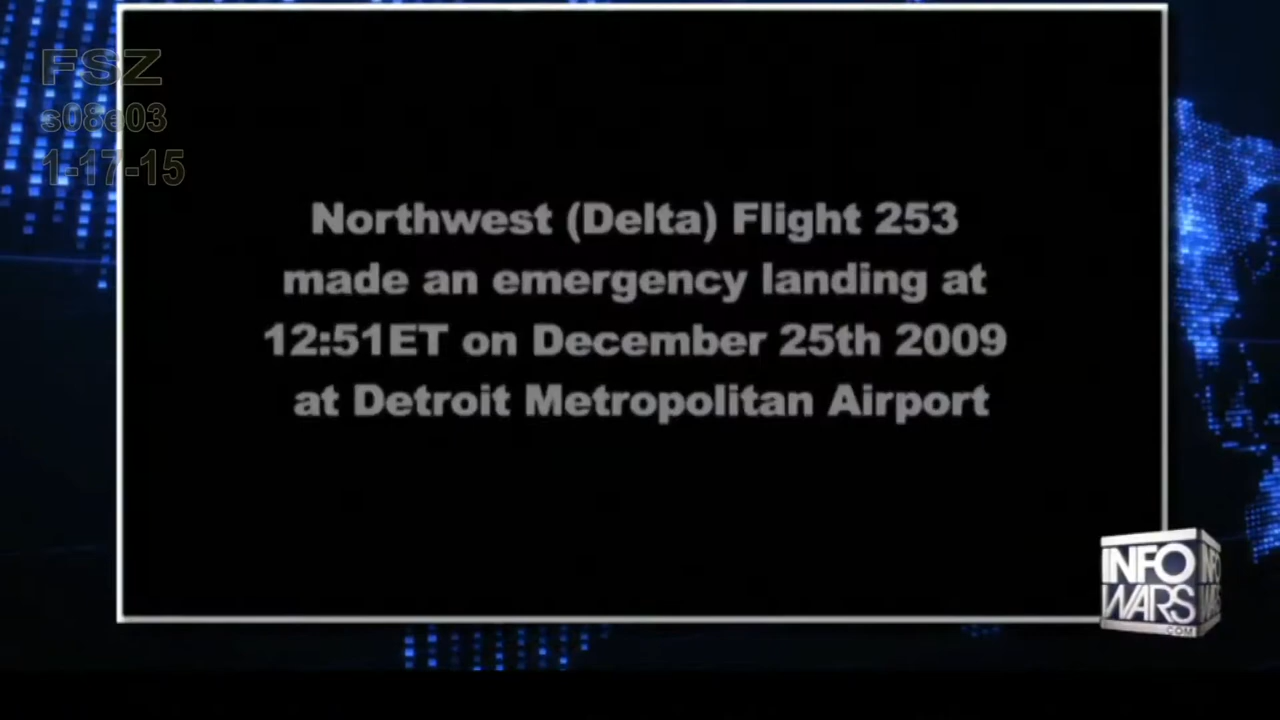 FSZ
s08e03
1-17-15
Northwest (Delta) Flight 253
made an emergency landing at
12:51ET on December 25th 2009
at Detroit Metropolitan Airport
INFO
WARS
.COM